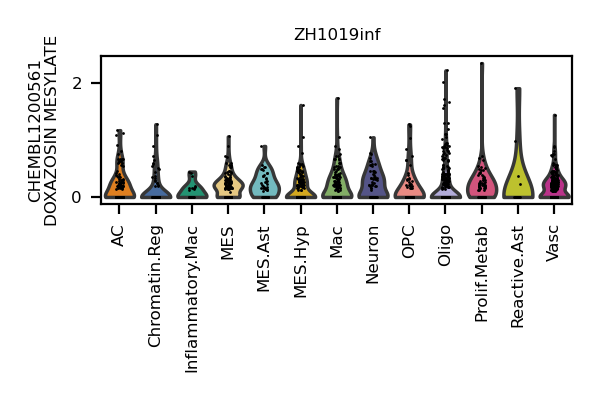 ZH1019inf
CHEMBL1200561
DOXAZOSIN MESYLATE
2
0
AC
Chromatin.Reg
Inflammatory.Mac
MES
MES.Ast
MES.Hyp
Mac
Neuron
OPC
Oligo
Prolif.Metab
Reactive.Ast
Vasc